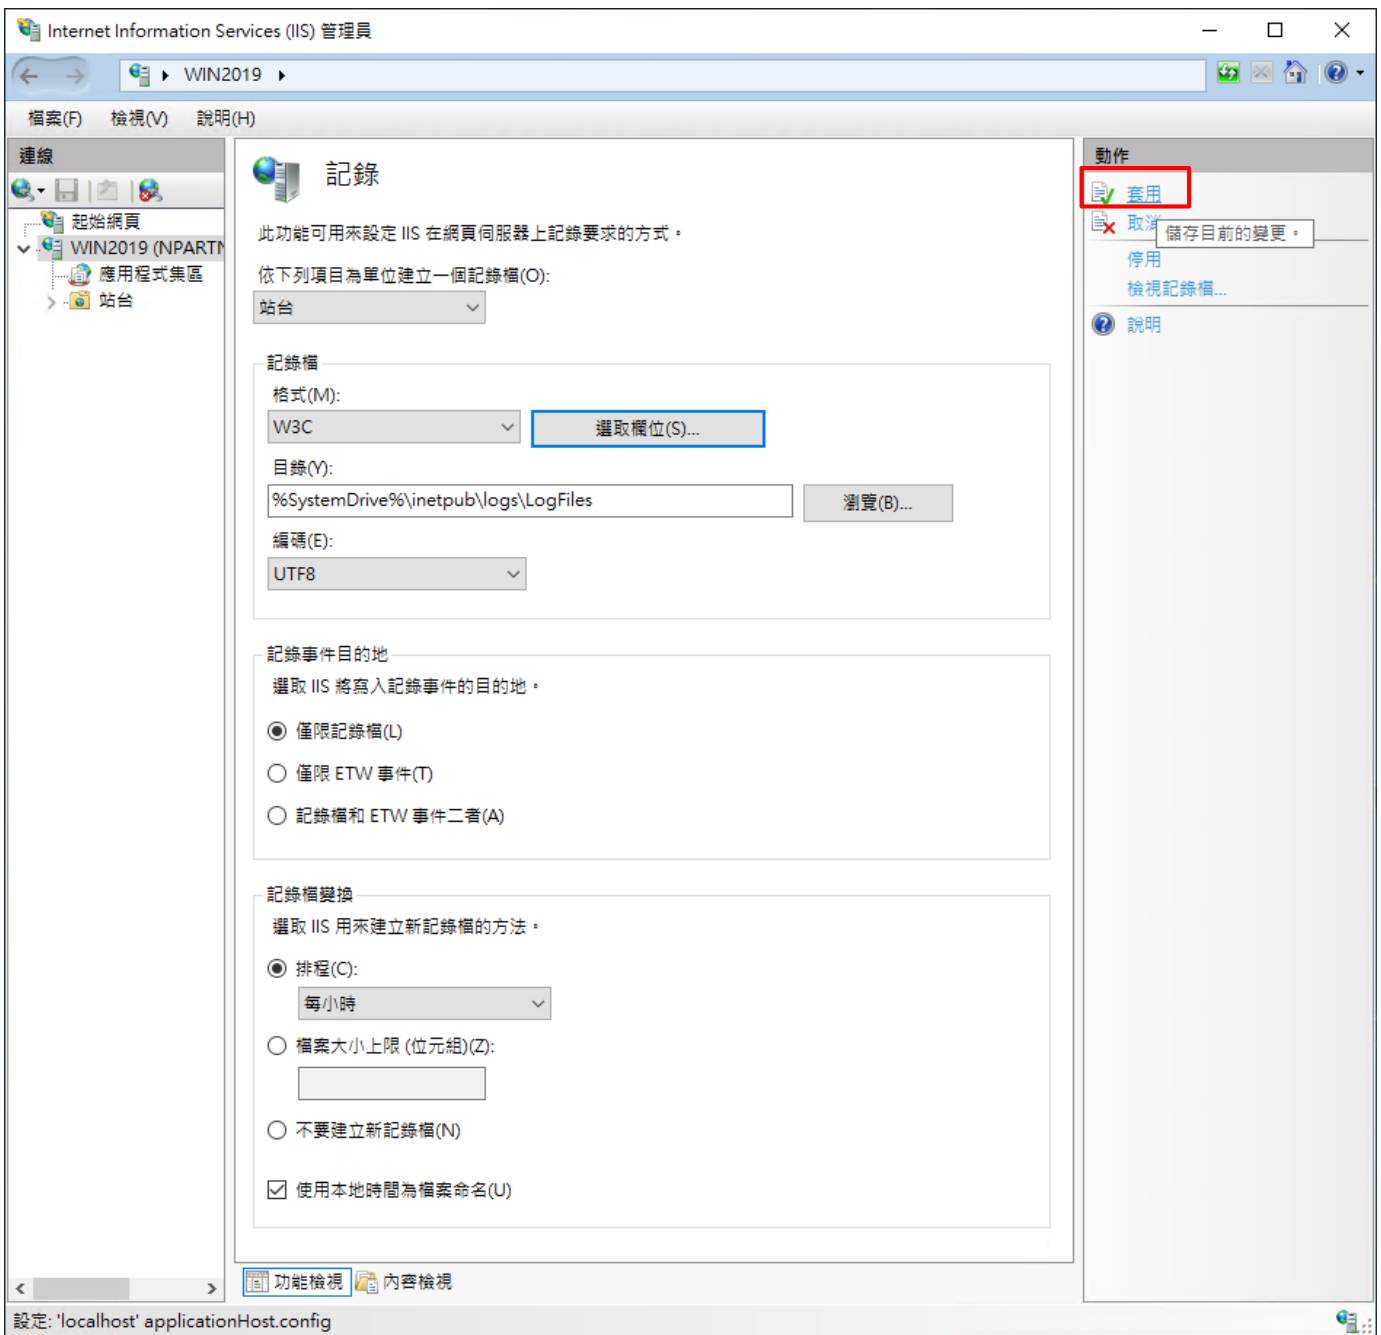 Internet Information Services (IIS) 管理員
WIN2019
檔案(F) 檢視(V) 說明(H)
連線
起始網頁
WIN2019 (NPARTN
應用程式集區
站台
記錄
此功能可用來設定 IIS 在網頁伺服器上記錄要求的方式。
依下列項目為單位建立一個記錄檔(O):
站台
記錄檔
格式(M):
W3C
選取欄位(S)...
目錄(Y):
%SystemDrive%\inetpub\logs\LogFiles
瀏覽(B)...
編碼(E):
UTF8
記錄事件目的地
選取 IIS 將寫入記錄事件的目的地。
僅限記錄檔(L)
僅限 ETW 事件(T)
記錄檔和 ETW 事件二者(A)
記錄檔變換
選取 IIS 用來建立新記錄檔的方法。
排程(C):
每小時
檔案大小上限 (位元組)(Z):
不要建立新記錄檔(N)
使用本地時間為檔案命名(U)
功能檢視
內容檢視
動作
套用
取消
儲存目前的變更。
停用
檢視記錄檔...
說明
設定: 'localhost' applicationHost.config